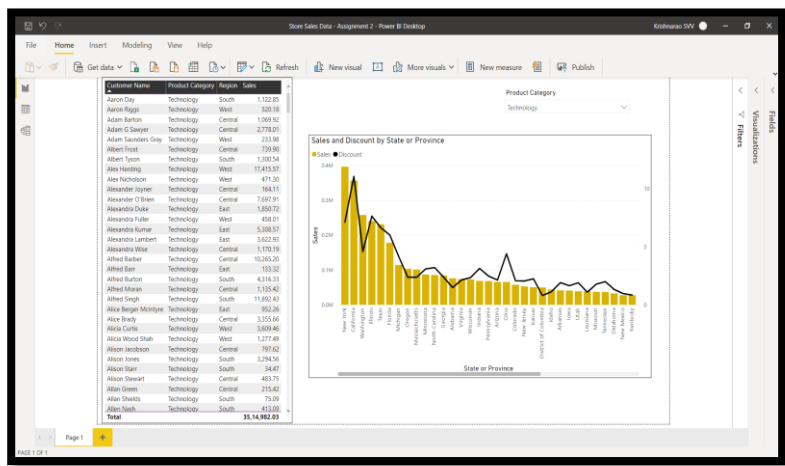 Store Sales Data - Assignment 2 - Power BI Desktop
Krishnarao SVV
File Home Insert Modeling View Help
Get data Refresh New visual More visuals New measure Publish
Customer Name Product Category Region Sales
Aaron Day Technology South 1,122.85
Aaron Riggs Technology West 520.18
Adam Barton Technology Central 1,069.92
Adam G Sawyer Technology Central 2,778.01
Adam Saunders Gray Technology West 233.98
Albert Frost Technology Central 739.90
Albert Tyson Technology South 1,300.54
Alex Harding Technology West 17,415.57
Alex Nicholson Technology West 471.30
Alexander Joyner Technology Central 164.11
Alexander O'Brien Technology Central 7,697.91
Alexandra Duke Technology East 1,850.72
Alexandra Fuller Technology West 458.01
Alexandra Kumar Technology East 5,308.57
Alexandra Lambert Technology East 3,622.93
Alexandra Wise Technology Central 1,170.19
Alfred Barber Technology Central 10,265.20
Alfred Barr Technology East 133.32
Alfred Burton Technology South 4,316.33
Alfred Moran Technology Central 1,135.42
Alfred Singh Technology South 11,892.43
Alice Berger McIntyre Technology East 952.26
Alice Brady Technology Central 3,355.66
Alicia Curtis Technology West 3,609.46
Alicia Wood Shah Technology West 1,277.49
Alison Jacobson Technology Central 797.62
Alison Jones Technology South 3,294.56
Alison Starr Technology South 34.47
Alison Stewart Technology Central 483.75
Allan Green Technology Central 215.42
Allan Shields Technology South 75.09
Allen Nash Technology South 413.09
Total 35,14,982.03
Product Category
Technology
Sales and Discount by State or Province
Sales Discount
0.4M
0.3M
0.2M
0.1M
0.0M
Sales
10
5
0
New York
California
Washington
Illinois
Texas
Florida
Michigan
Oregon
Massachusetts
Minnesota
North Carolina
Georgia
Alabama
Virginia
Wisconsin
Indiana
Pennsylvania
Arizona
Ohio
Colorado
New Jersey
Kansas
District of Columbia
Idaho
Arkansas
Iowa
Utah
Louisiana
Missouri
Tennessee
Oklahoma
New Mexico
Kentucky
State or Province
Filters
Visualizations
Fields
Page 1
PAGE 1 OF 1